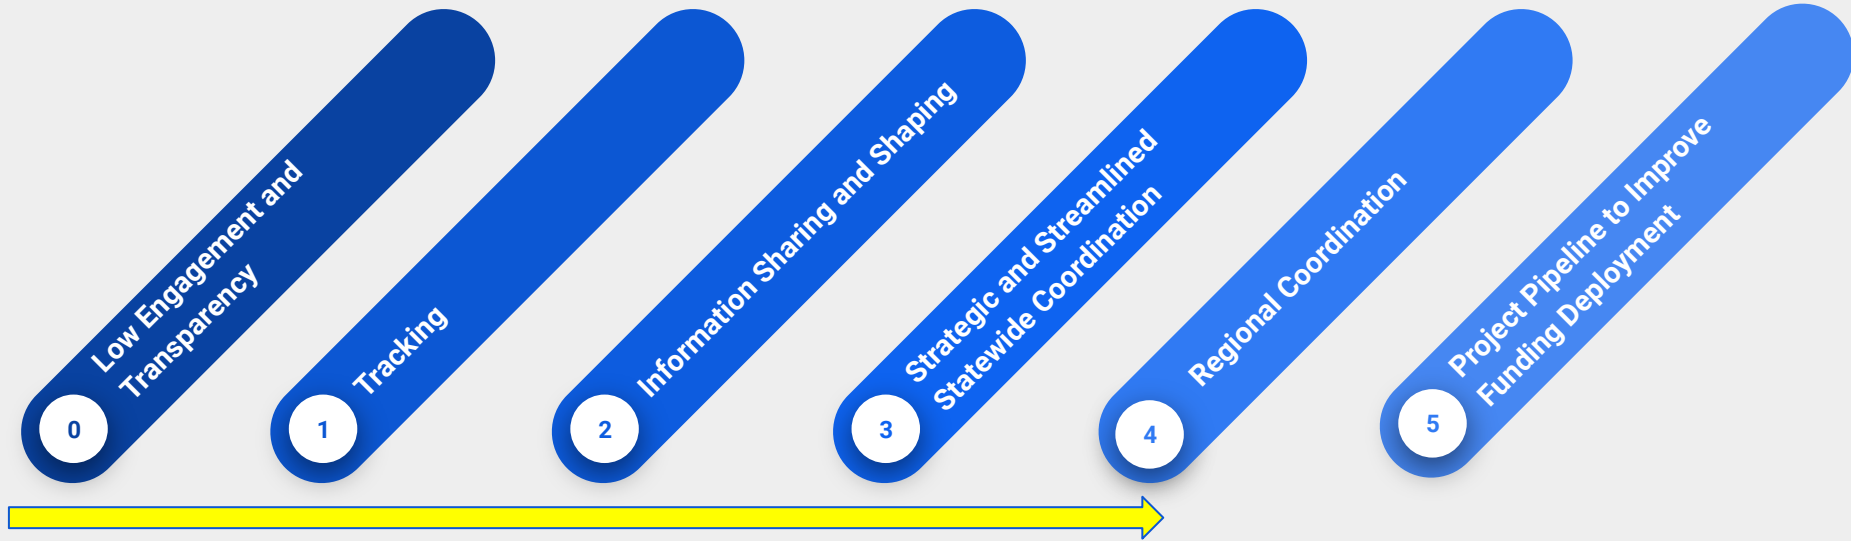 Low Engagement and
Transparency
0
Tracking
1
Information Sharing and Shaping
2
Strategic and Streamlined
Statewide Coordination
3
Regional Coordination
4
Project Pipeline to Improve
Funding Deployment
5